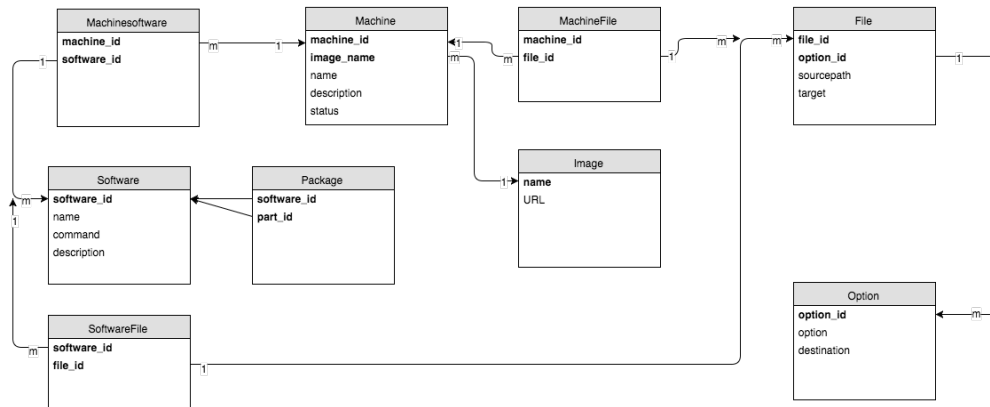 Machinesoftware
machine_id
software_id
Machine
machine_id
image_name
name
description
status
MachineFile
machine_id
file_id
File
file_id
option_id
sourcepath
target
m
1
1
m
m
1
m
m
1
1
m
1
Software
software_id
name
command
description
Package
software_id
part_id
Image
name
URL
m
1
1
SoftwareFile
software_id
file_id
m
1
Option
option_id
option
destination
m